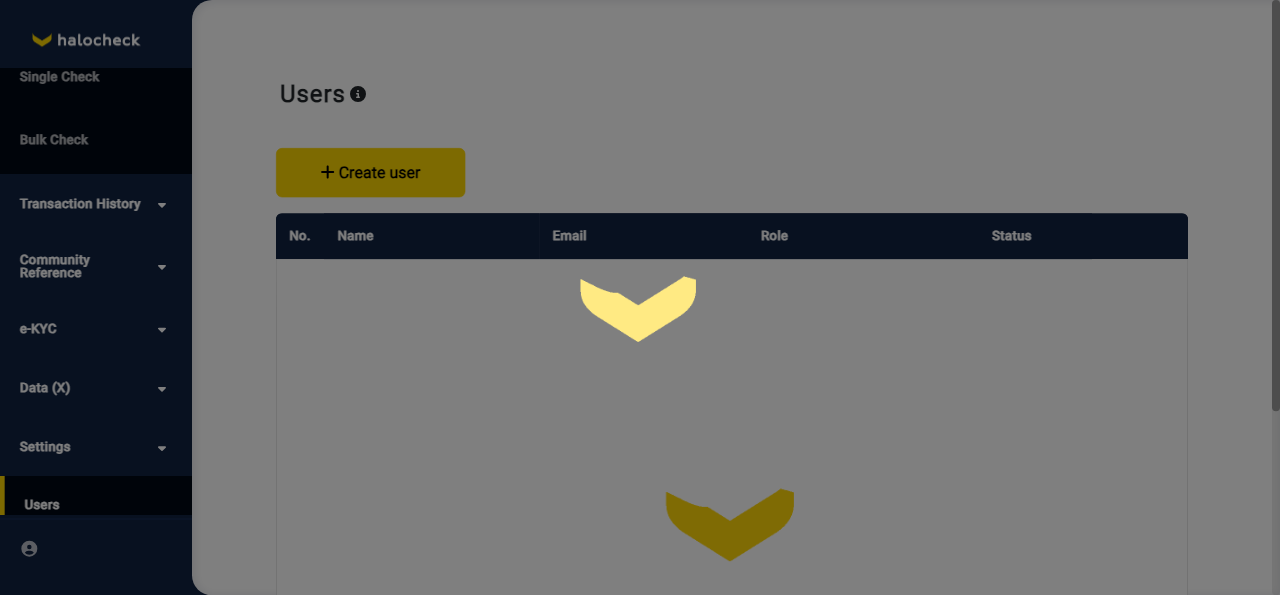 halocheck
Single Check
Bulk Check
Transaction History
Community
Reference
e-KYC
Data (X)
Settings
Users
Users
+ Create user
No. Name Email Role Status